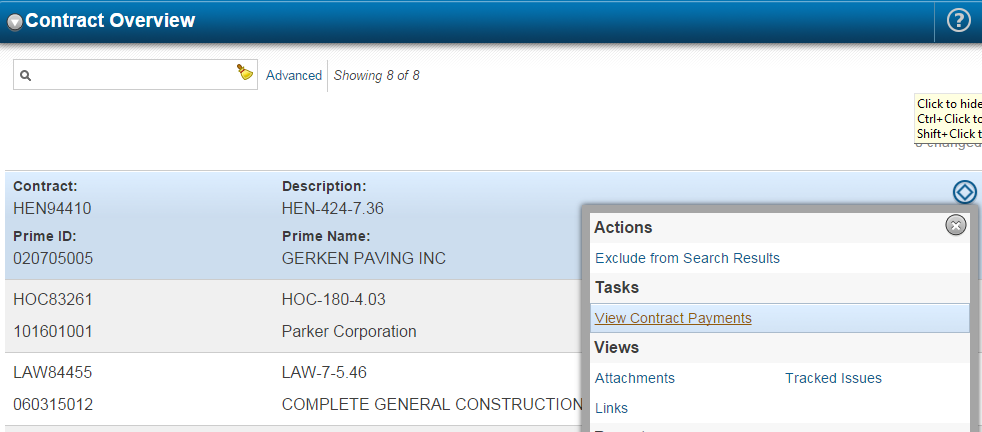 Contract Overview
?
Advanced Showing 8 of 8
Click to hide
Ctrl+Click to
Shift+Click t
changed
Contract: Description:
HEN94410 HEN-424-7.36
Prime ID: Prime Name:
020705005 GERKEN PAVING INC
HOC83261 HOC-180-4.03
101601001 Parker Corporation
LAW84455 LAW-7-5.46
060315012 COMPLETE GENERAL CONSTRUCTION
Actions
Exclude from Search Results
Tasks
View Contract Payments
Views
Attachments Tracked Issues
Links